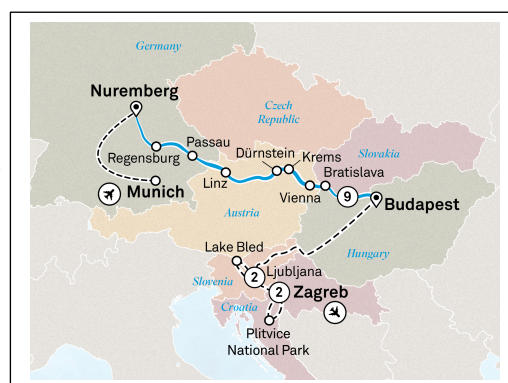 Germany
Nuremberg
Czech
Republic
Regensburg
Passau
Dürnstein
Krems
Slovakia
Munich
Linz
Vienna
Bratislava
9
Budapest
Austria
Hungary
Lake Bled
2
Ljubljana
Slovenia
2
Zagreb
Croatia
Plitvice
National Park